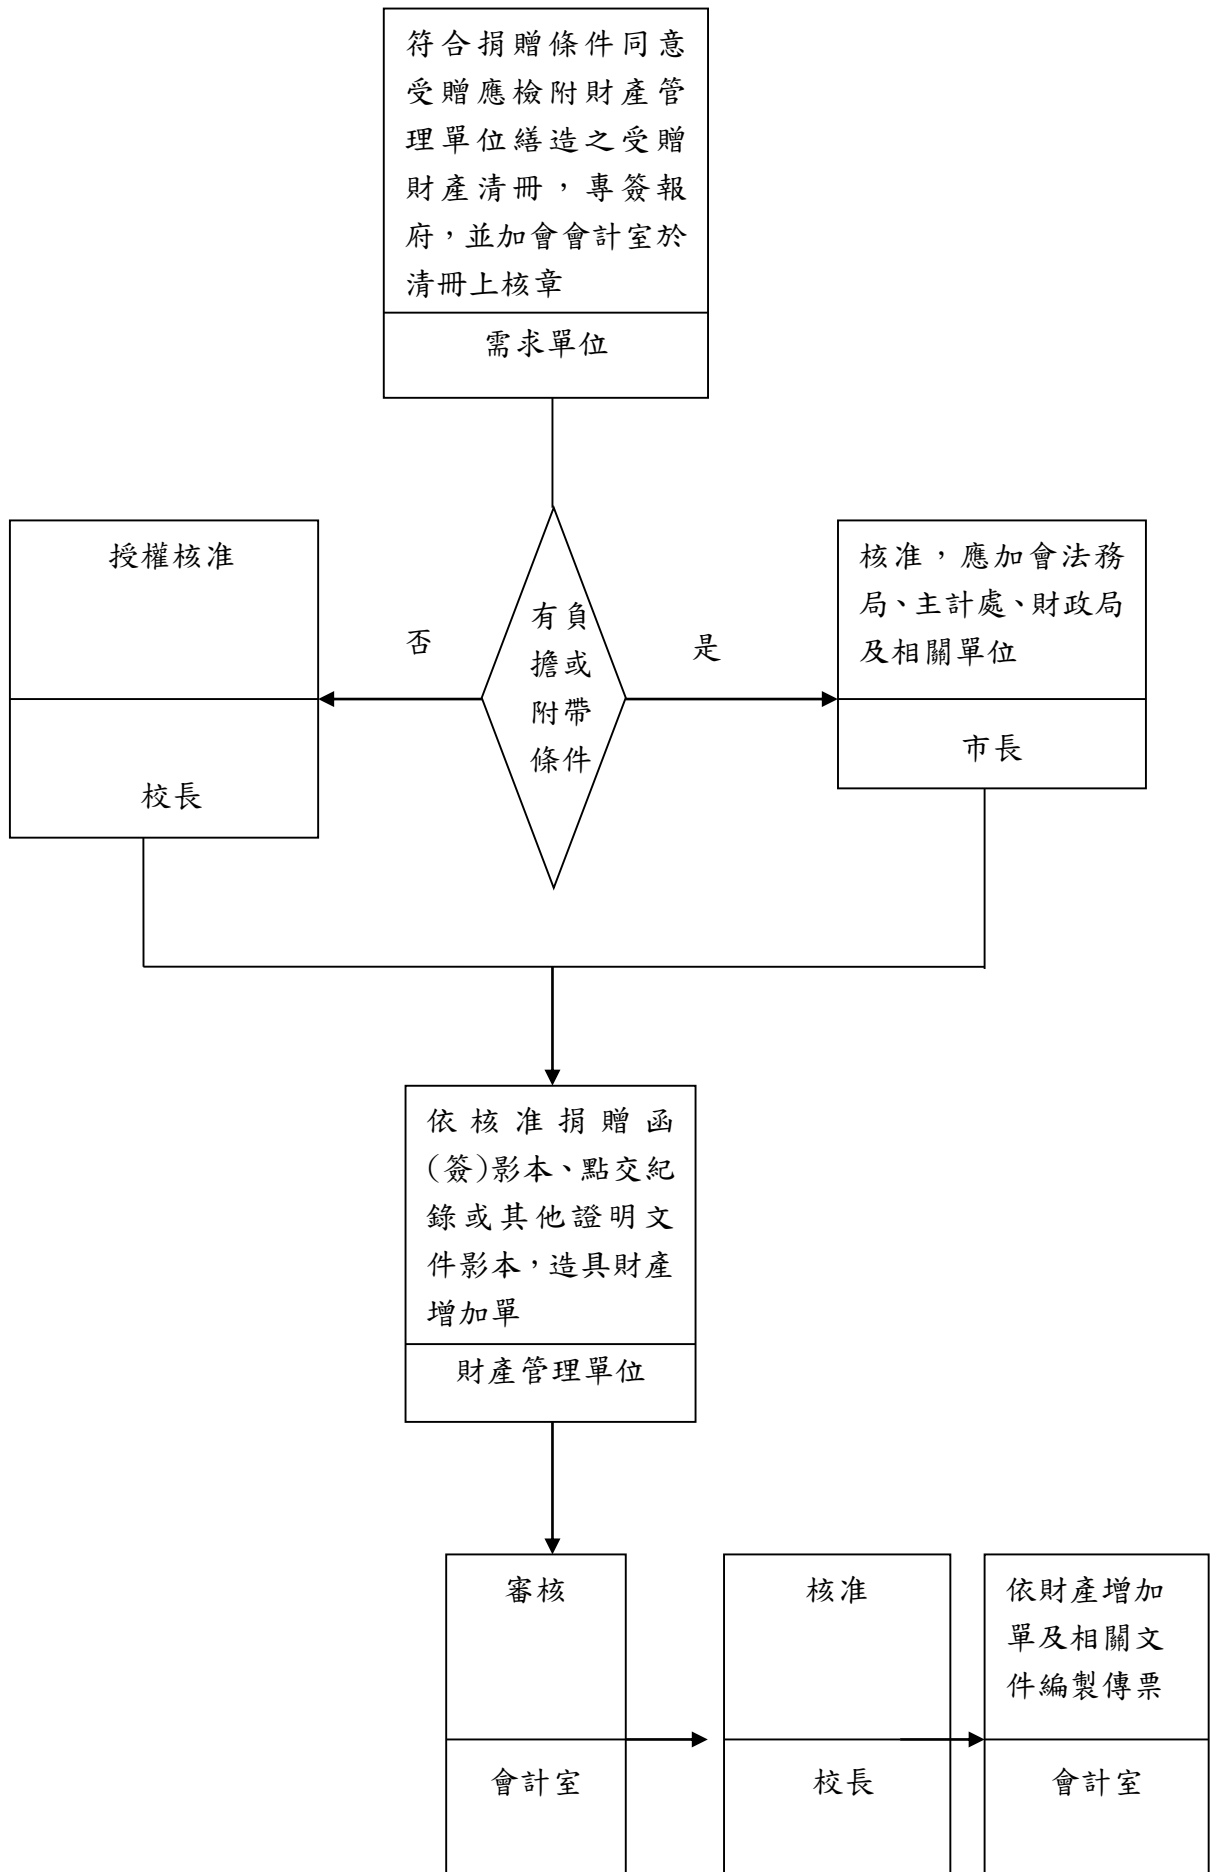 符合捐贈條件同意
受贈應檢附財產管
理單位繕造之受贈
財產清冊，專簽報
府，並加會會計室於
清冊上核章
需求單位
授權核准
校長
否
有負
擔或
附帶
條件
是
核准，應加會法務
局、主計處、財政局
及相關單位
市長
依核准捐贈函
(簽)影本、點交紀
錄或其他證明文
件影本，造具財產
增加單
財產管理單位
審核
會計室
核准
校長
依財產增加
單及相關文
件編製傳票
會計室